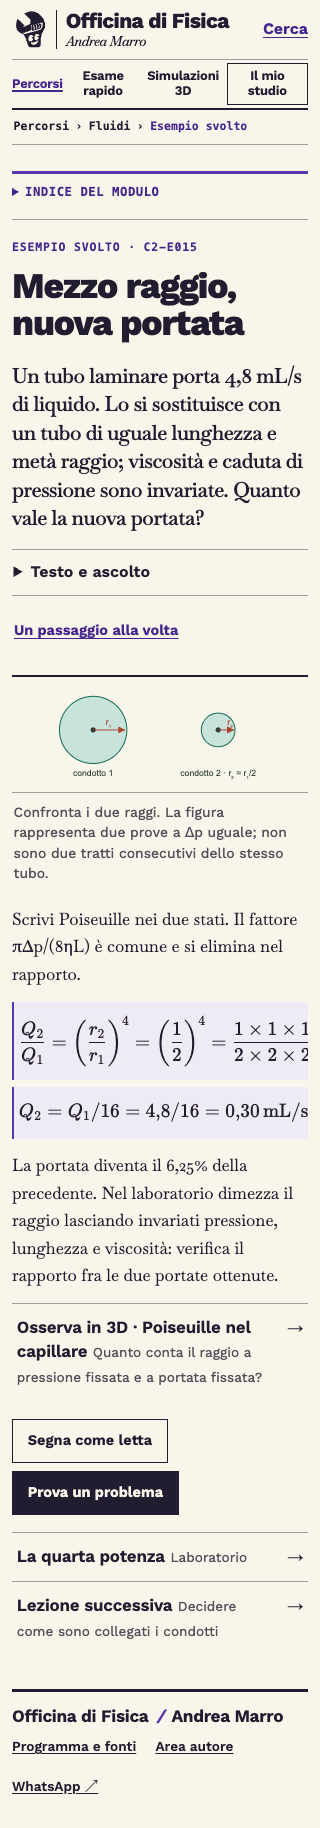 Officina di Fisica
Andrea Marro
Cerca
Percorsi
Esame rapido
Simulazioni 3D
Il mio studio
Percorsi › Fluidi › Esempio svolto
▶ INDICE DEL MODULO
ESEMPIO SVOLTO · C2–E015
Mezzo raggio,
nuova portata
Un tubo laminare porta 4,8 mL/s
di liquido. Lo si sostituisce con
un tubo di uguale lunghezza e
metà raggio; viscosità e caduta di
pressione sono invariate. Quanto
vale la nuova portata?
▶ Testo e ascolto
Un passaggio alla volta
r₁
r₂
condotto 1
condotto 2 · r₂ = r₁/2
Confronta i due raggi. La figura
rappresenta due prove a Δp uguale; non
sono due tratti consecutivi dello stesso
tubo.
Scrivi Poiseuille nei due stati. Il fattore
πΔp/(8ηL) è comune e si elimina nel
rapporto.
Q₂/Q₁ = (r₂/r₁)⁴ = (1/2)⁴ = 1 × 1 × 1 / 2 × 2 × 2
Q₂ = Q₁/16 = 4,8/16 = 0,30 mL/s
La portata diventa il 6,25% della
precedente. Nel laboratorio dimezza il
raggio lasciando invariati pressione,
lunghezza e viscosità: verifica il
rapporto fra le due portate ottenute.
Osserva in 3D · Poiseuille nel →
capillare Quanto conta il raggio a
pressione fissata e a portata fissata?
Segna come letta
Prova un problema
La quarta potenza Laboratorio →
Lezione successiva Decidere →
come sono collegati i condotti
Officina di Fisica / Andrea Marro
Programma e fonti Area autore
WhatsApp ↗